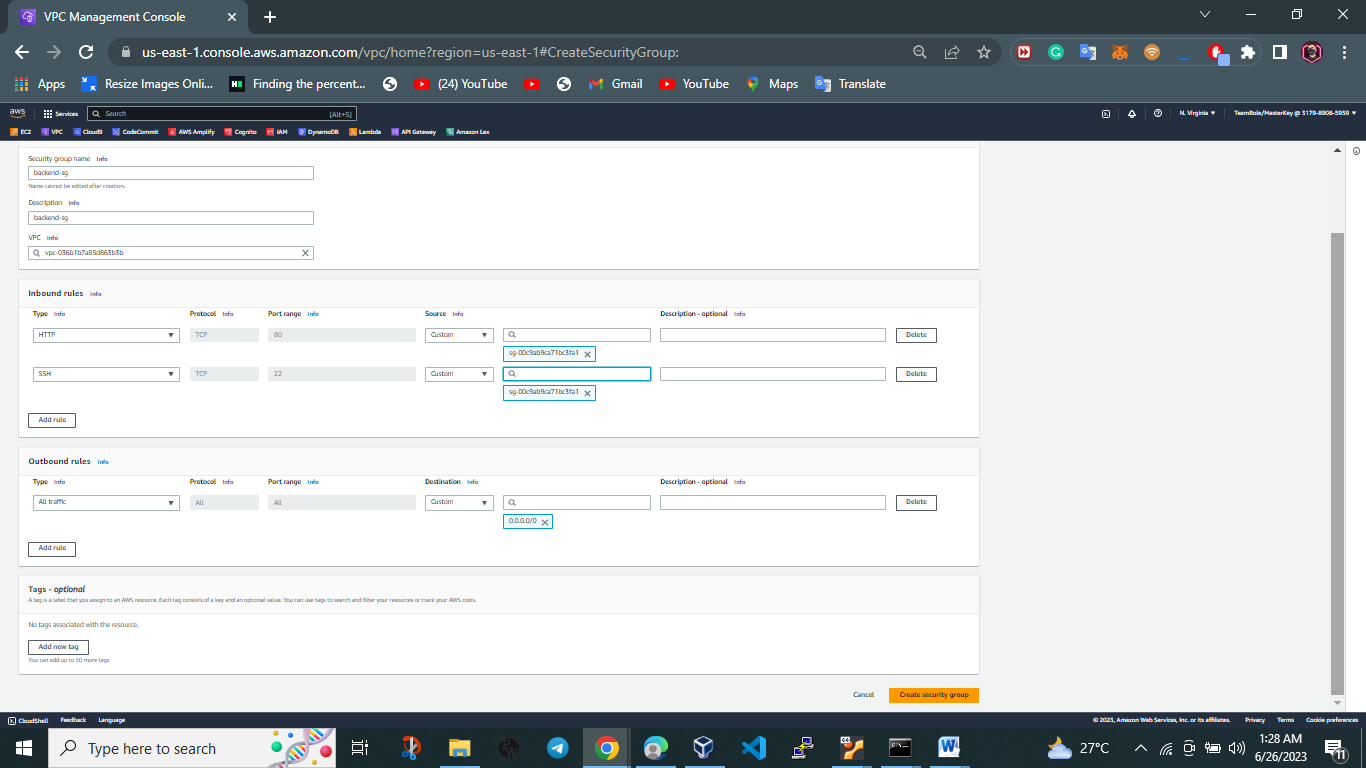 VPC Management Console
us-east-1.console.aws.amazon.com/vpc/home?region=us-east-1#CreateSecurityGroup:
Apps Resize Images Onli... Finding the percent... (24) YouTube Gmail YouTube Maps Translate
aws Services Search [Alt+S] N. Virginia TeamRole/MasterKey @ 3179-8908-5959
EC2 VPC Cloud9 CodeCommit AWS Amplify Cognito IAM DynamoDB Lambda API Gateway Amazon Lex
Security group name Info
backend-sg
Name cannot be edited after creation.
Description Info
backend-sg
VPC Info
vpc-036b1b7a85d863b3b
Inbound rules Info
Type Info Protocol Info Port range Info Source Info Description - optional Info
HTTP TCP 80 Custom Delete
sg-00c9ab9ca71bc3fa1
SSH TCP 22 Custom Delete
sg-00c9ab9ca71bc3fa1
Add rule
Outbound rules Info
Type Info Protocol Info Port range Info Destination Info Description - optional Info
All traffic All All Custom Delete
0.0.0.0/0
Add rule
Tags - optional
A tag is a label that you assign to an AWS resource. Each tag consists of a key and an optional value. You can use tags to search and filter your resources or track your AWS costs.
No tags associated with the resource.
Add new tag
You can add up to 50 more tags
Cancel Create security group
CloudShell Feedback Language © 2023, Amazon Web Services, Inc. or its affiliates. Privacy Terms Cookie preferences
Type here to search 27°C 1:28 AM
6/26/2023 11